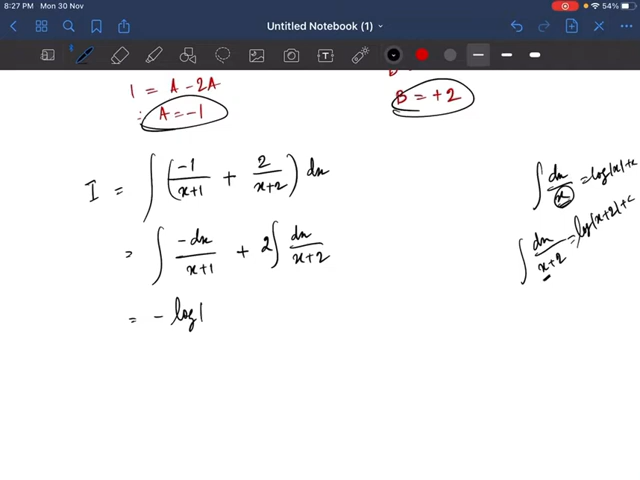 8:27 PM Mon 30 Nov
54%
Untitled Notebook (1)
1 = A - 2A
∴ A = -1
B = +2
I = ∫ (-1/(x+1) + 2/(x+2)) dx
= ∫ -dx/(x+1) + 2∫ dx/(x+2)
= - log|
∫ dx/x = log|x|+c
∫ dx/(x+2) = log|x+2|+c